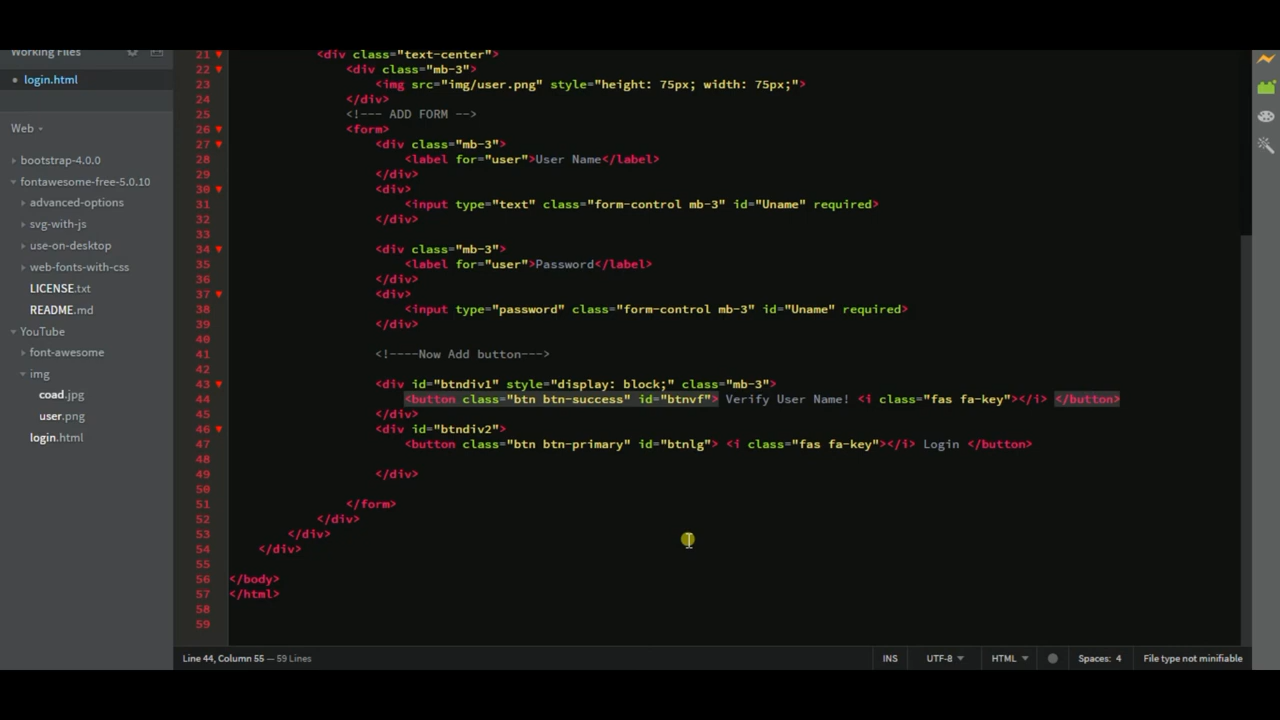 Working Files
login.html
Web
bootstrap-4.0.0
fontawesome-free-5.0.10
advanced-options
svg-with-js
use-on-desktop
web-fonts-with-css
LICENSE.txt
README.md
YouTube
font-awesome
img
coad.jpg
user.png
login.html
21 <div class="text-center">
22 <div class="mb-3">
23 <img src="img/user.png" style="height: 75px; width: 75px;">
24 </div>
25 <!--- ADD FORM -->
26 <form>
27 <div class="mb-3">
28 <label for="user">User Name</label>
29 </div>
30 <div>
31 <input type="text" class="form-control mb-3" id="Uname" required>
32 </div>
33
34 <div class="mb-3">
35 <label for="user">Password</label>
36 </div>
37 <div>
38 <input type="password" class="form-control mb-3" id="Uname" required>
39 </div>
40
41 <!----Now Add button--->
42
43 <div id="btndiv1" style="display: block;" class="mb-3">
44 <button class="btn btn-success" id="btnvf"> Verify User Name! <i class="fas fa-key"></i> </button>
45 </div>
46 <div id="btndiv2">
47 <button class="btn btn-primary" id="btnlg"> <i class="fas fa-key"></i> Login </button>
48
49 </div>
50
51 </form>
52 </div>
53 </div>
54 </div>
55
56 </body>
57 </html>
58
59
Line 44, Column 55 — 59 Lines
INS UTF-8 HTML Spaces: 4 File type not minifiable